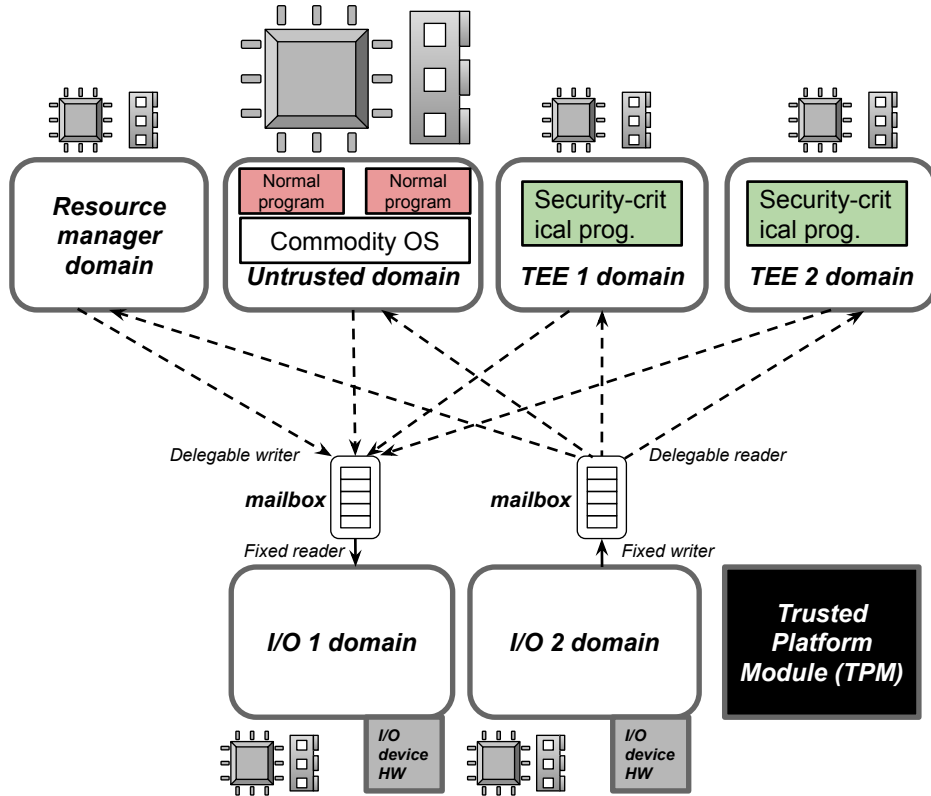 Resource
manager
domain
Normal
program
Normal
program
Commodity OS
Untrusted domain
Security-crit
ical prog.
TEE 1 domain
Security-crit
ical prog.
TEE 2 domain
Delegable writer
Delegable reader
mailbox
mailbox
Fixed reader
Fixed writer
I/O 1 domain
I/O 2 domain
Trusted
Platform
Module (TPM)
I/O
device
HW
I/O
device
HW